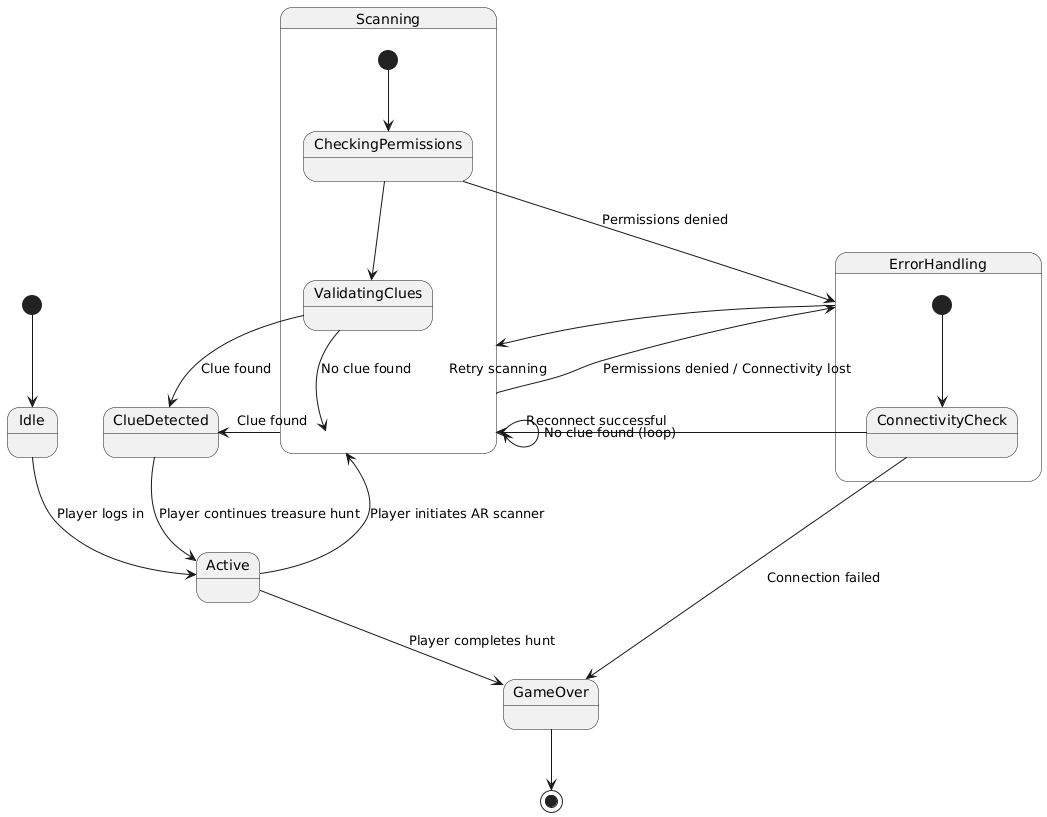 Scanning
CheckingPermissions
Permissions denied
ErrorHandling
ValidatingClues
Clue found
No clue found
Retry scanning
Permissions denied / Connectivity lost
Idle
ClueDetected
Clue found
Reconnect successful
No clue found (loop)
ConnectivityCheck
Player logs in
Player continues treasure hunt
Player initiates AR scanner
Active
Connection failed
Player completes hunt
GameOver